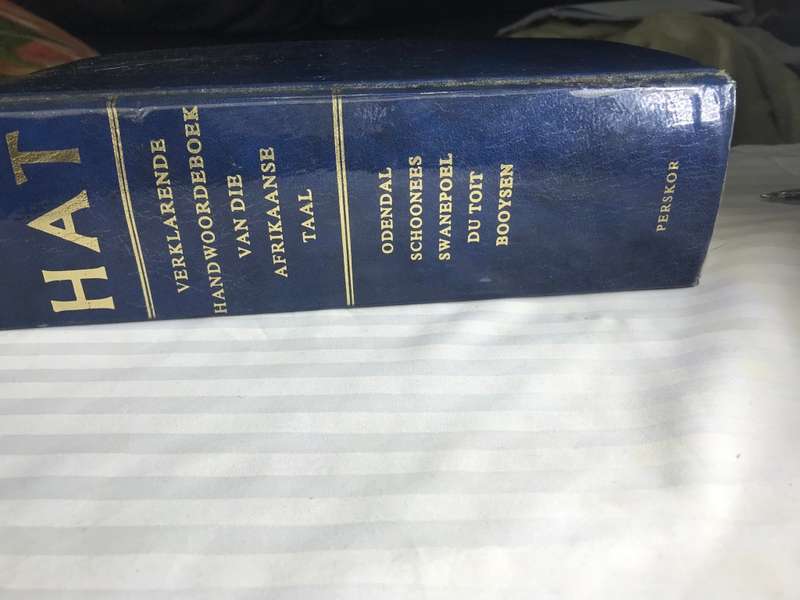 HAT
VERKLARENDE
HANDWOORDEBOEK
VAN DIE
AFRIKAANSE
TAAL
ODENDAL
SCHOONEES
SWANEPOEL
DU TOIT
BOOYSEN
PERSKOR